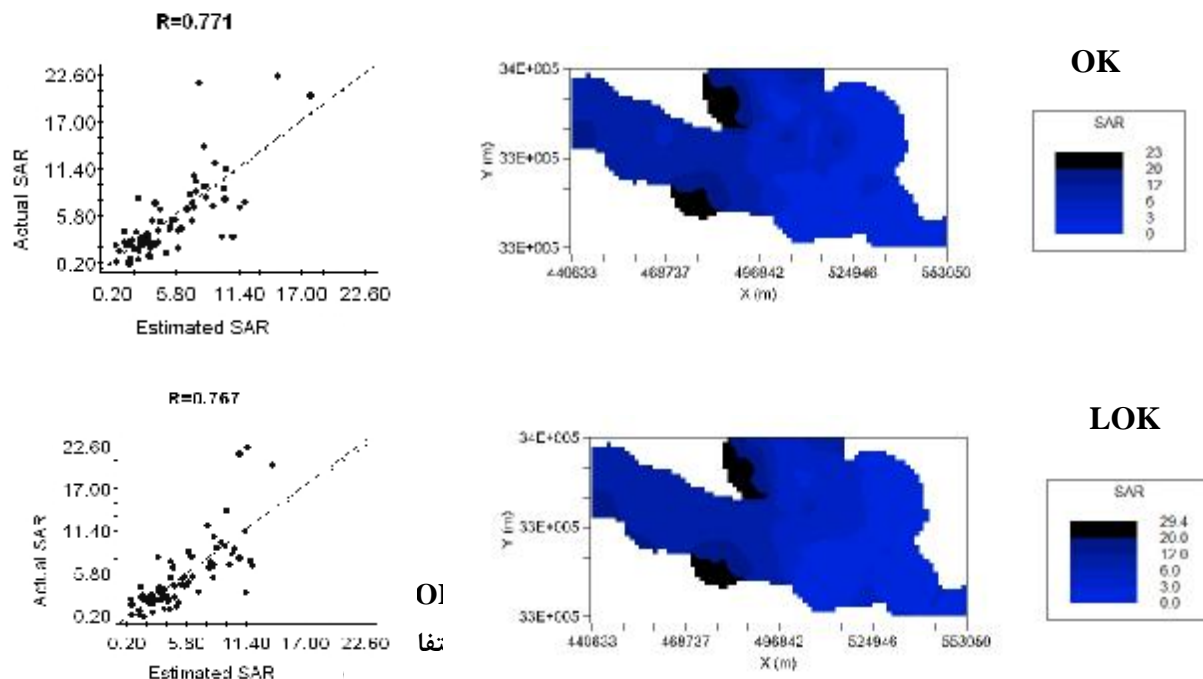 R=0.771
22.60
17.00
11.40
5.80
0.20
Actual SAR
0.20 5.80 11.40 17.00 22.60
Estimated SAR
34E+005
33E+005
33E+005
Y (m)
440633 468737 496842 524946 553050
X (m)
OK
SAR
23
20
17
6
3
0
R=0.767
22.60
17.00
11.40
5.80
0.20
Actual SAR
0.20 5.80 11.40 17.00 22.60
Estimated SAR
34E+005
33E+005
33E+005
Y (m)
440633 468737 496842 524946 553050
X (m)
LOK
SAR
29.4
20.0
17.0
6.0
3.0
0.0